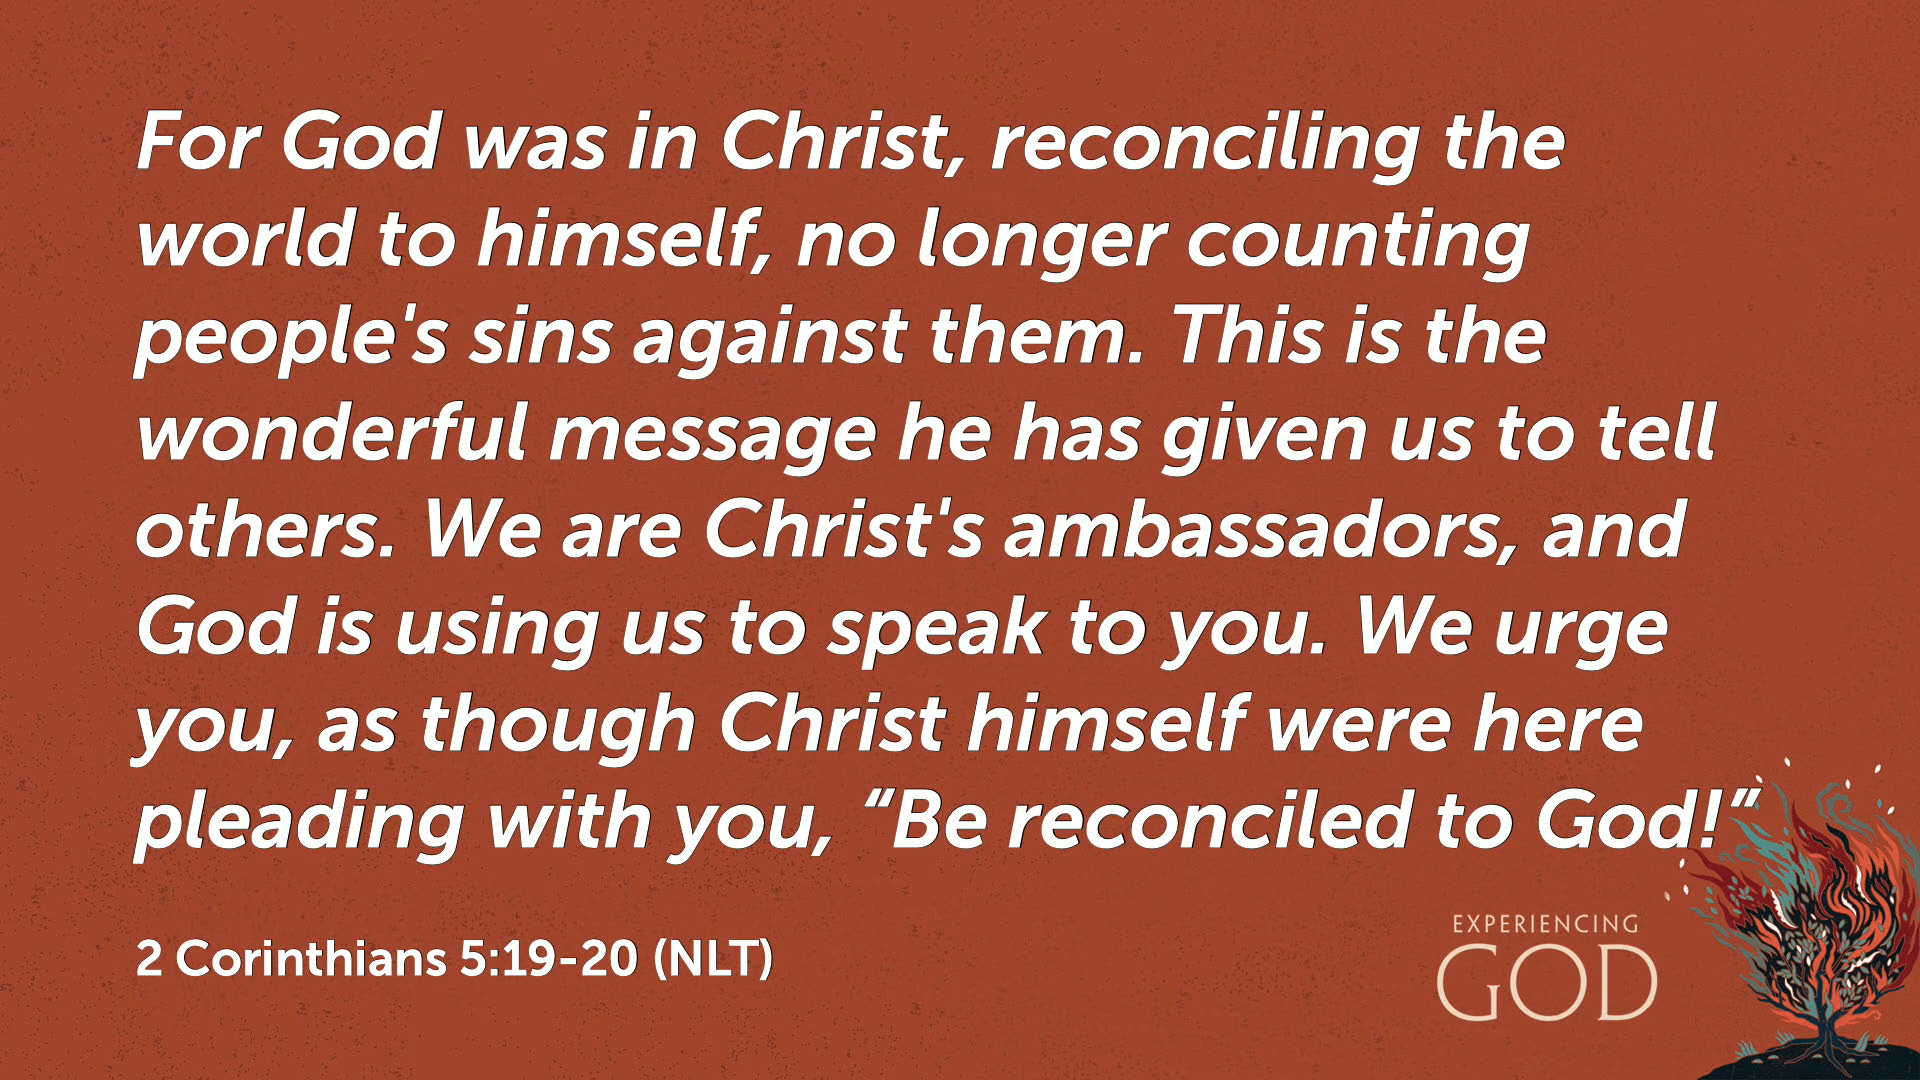 For God was in Christ, reconciling the
world to himself, no longer counting
people's sins against them. This is the
wonderful message he has given us to tell
others. We are Christ's ambassadors, and
God is using us to speak to you. We urge
you, as though Christ himself were here
pleading with you, “Be reconciled to God!”
2 Corinthians 5:19-20 (NLT)
EXPERIENCING
GOD